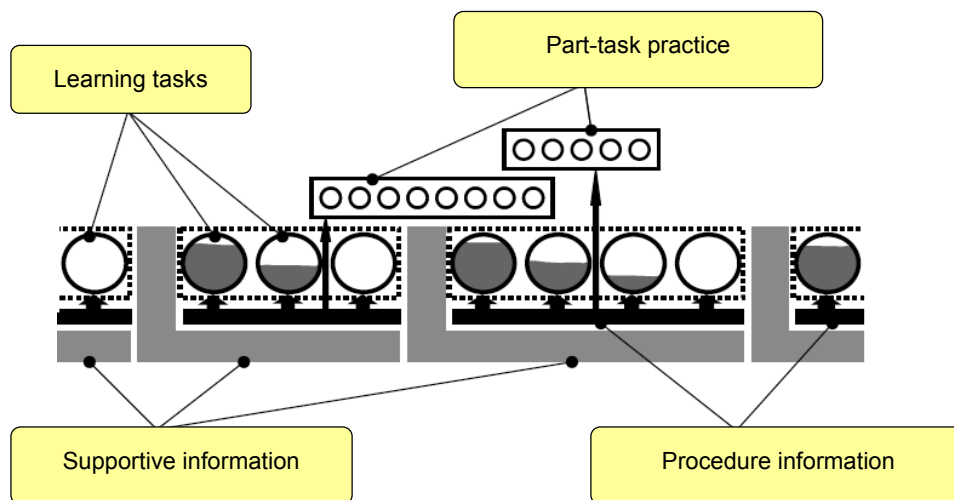 Part-task practice
Learning tasks
Supportive information
Procedure information